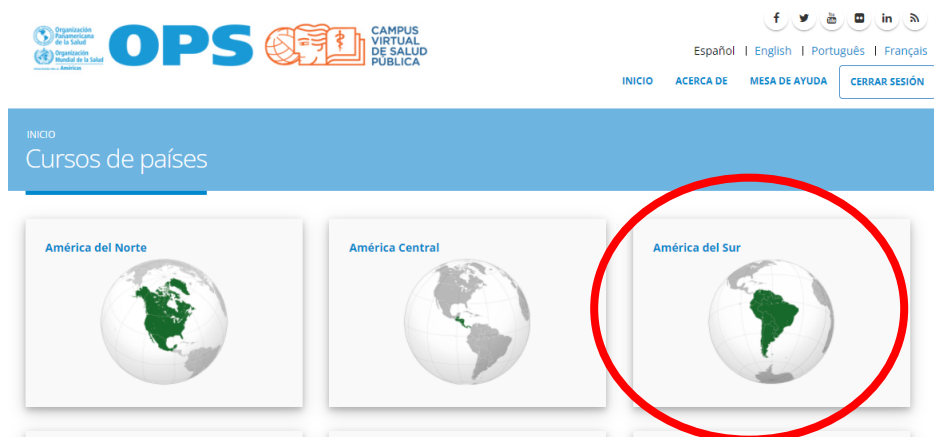 Organización
Panamericana
de la Salud
Organización
Mundial de la Salud
Américas
OPS
CAMPUS
VIRTUAL
DE SALUD
PÚBLICA
Español | English | Português | Français
INICIO ACERCA DE MESA DE AYUDA CERRAR SESIÓN
INICIO
Cursos de países
América del Norte América Central América del Sur